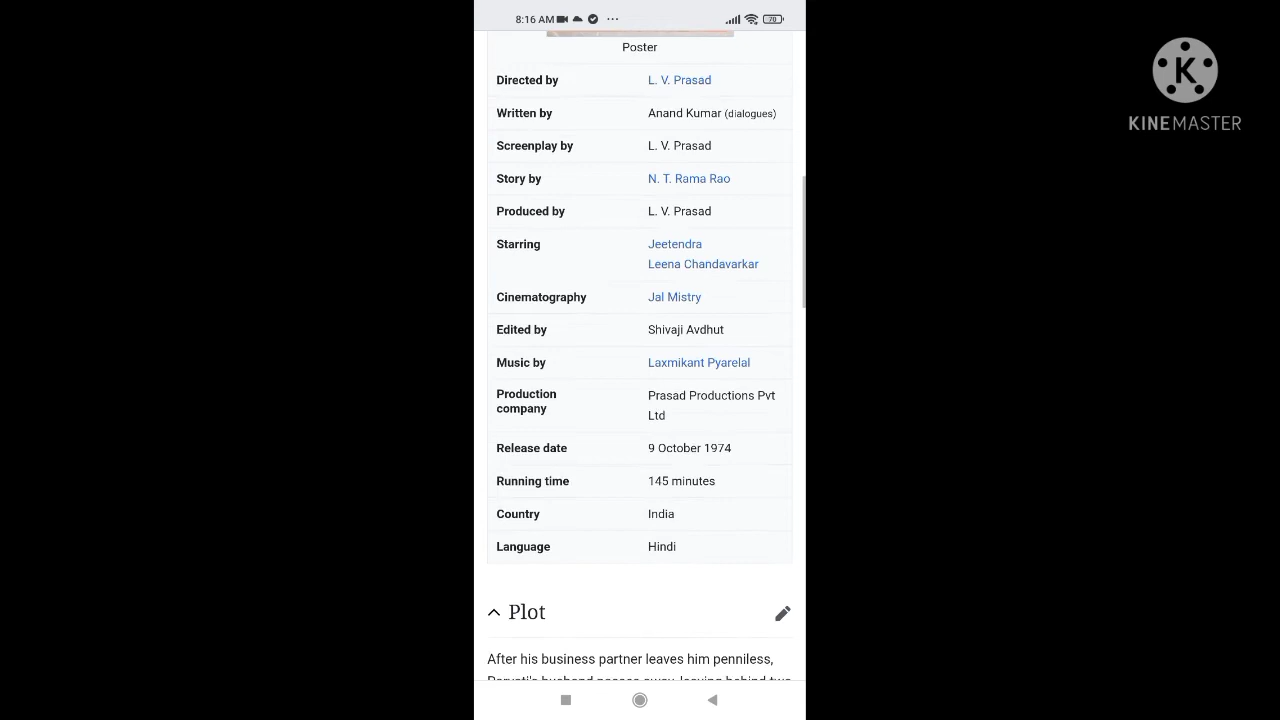 8:16 AM ...
70
Poster
Directed by L. V. Prasad
Written by Anand Kumar (dialogues)
Screenplay by L. V. Prasad
Story by N. T. Rama Rao
Produced by L. V. Prasad
Starring Jeetendra
Leena Chandavarkar
Cinematography Jal Mistry
Edited by Shivaji Avdhut
Music by Laxmikant Pyarelal
Production Prasad Productions Pvt
company Ltd
Release date 9 October 1974
Running time 145 minutes
Country India
Language Hindi
Plot
After his business partner leaves him penniless,
K
KINEMASTER